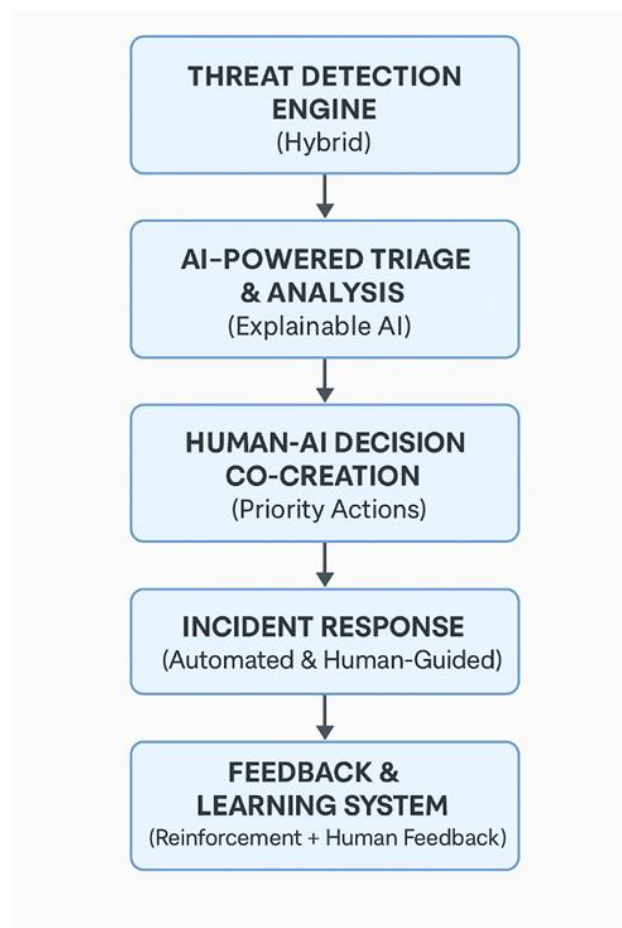 THREAT DETECTION
ENGINE
(Hybrid)
AI-POWERED TRIAGE
& ANALYSIS
(Explainable AI)
HUMAN-AI DECISION
CO-CREATION
(Priority Actions)
INCIDENT RESPONSE
(Automated & Human-Guided)
FEEDBACK &
LEARNING SYSTEM
(Reinforcement + Human Feedback)